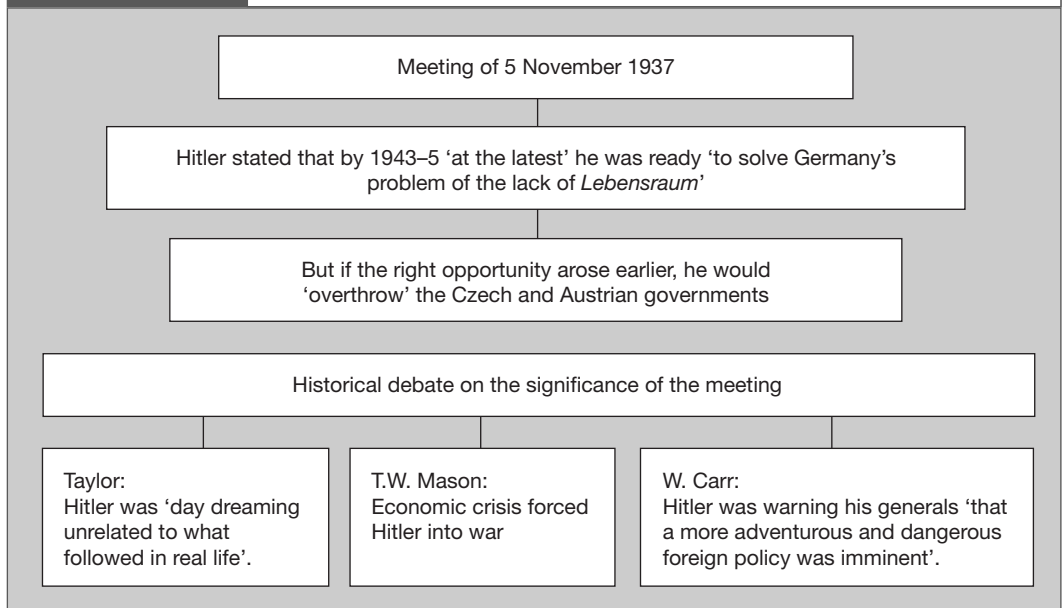 Meeting of 5 November 1937
Hitler stated that by 1943–5 ‘at the latest’ he was ready ‘to solve Germany’s
problem of the lack of Lebensraum’
But if the right opportunity arose earlier, he would
‘overthrow’ the Czech and Austrian governments
Historical debate on the significance of the meeting
Taylor:
Hitler was ‘day dreaming
unrelated to what
followed in real life’.
T.W. Mason:
Economic crisis forced
Hitler into war
W. Carr:
Hitler was warning his generals ‘that
a more adventurous and dangerous
foreign policy was imminent’.